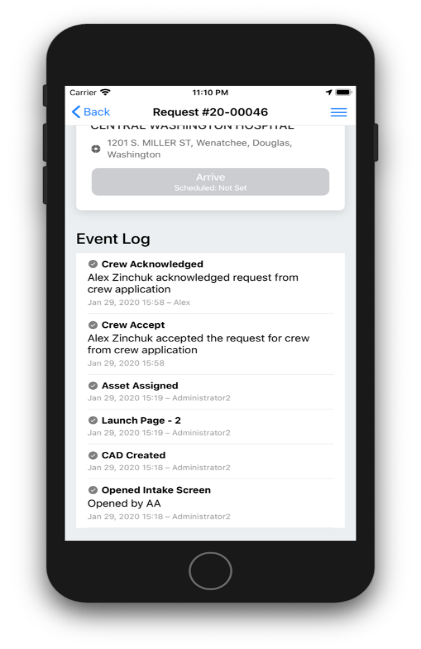 Carrier 11:10 PM
Back Request #20-00046
CENTRAL WASHINGTON HOSPITAL
1201 S. MILLER ST, Wenatchee, Douglas,
Washington
Arrive
Scheduled: Not Set
Event Log
Crew Acknowledged
Alex Zinchuk acknowledged request from
crew application
Jan 29, 2020 15:58 – Alex
Crew Accept
Alex Zinchuk accepted the request for crew
from crew application
Jan 29, 2020 15:58
Asset Assigned
Jan 29, 2020 15:19 – Administrator2
Launch Page - 2
Jan 29, 2020 15:19 – Administrator2
CAD Created
Jan 29, 2020 15:18 – Administrator2
Opened Intake Screen
Opened by AA
Jan 29, 2020 15:18 – Administrator2